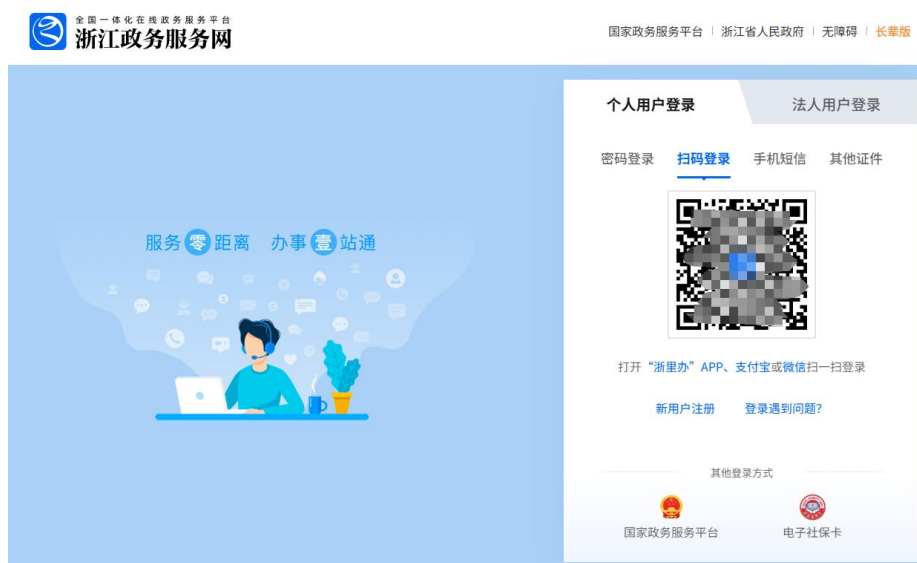 全国一体化在线政务服务平台
浙江政务服务网
国家政务服务平台 浙江省人民政府 无障碍 长辈版
个人用户登录 法人用户登录
密码登录 扫码登录 手机短信 其他证件
服务零距离 办事壹站通
打开“浙里办”APP、支付宝或微信扫一扫登录
新用户注册 登录遇到问题?
其他登录方式
国家政务服务平台 电子社保卡